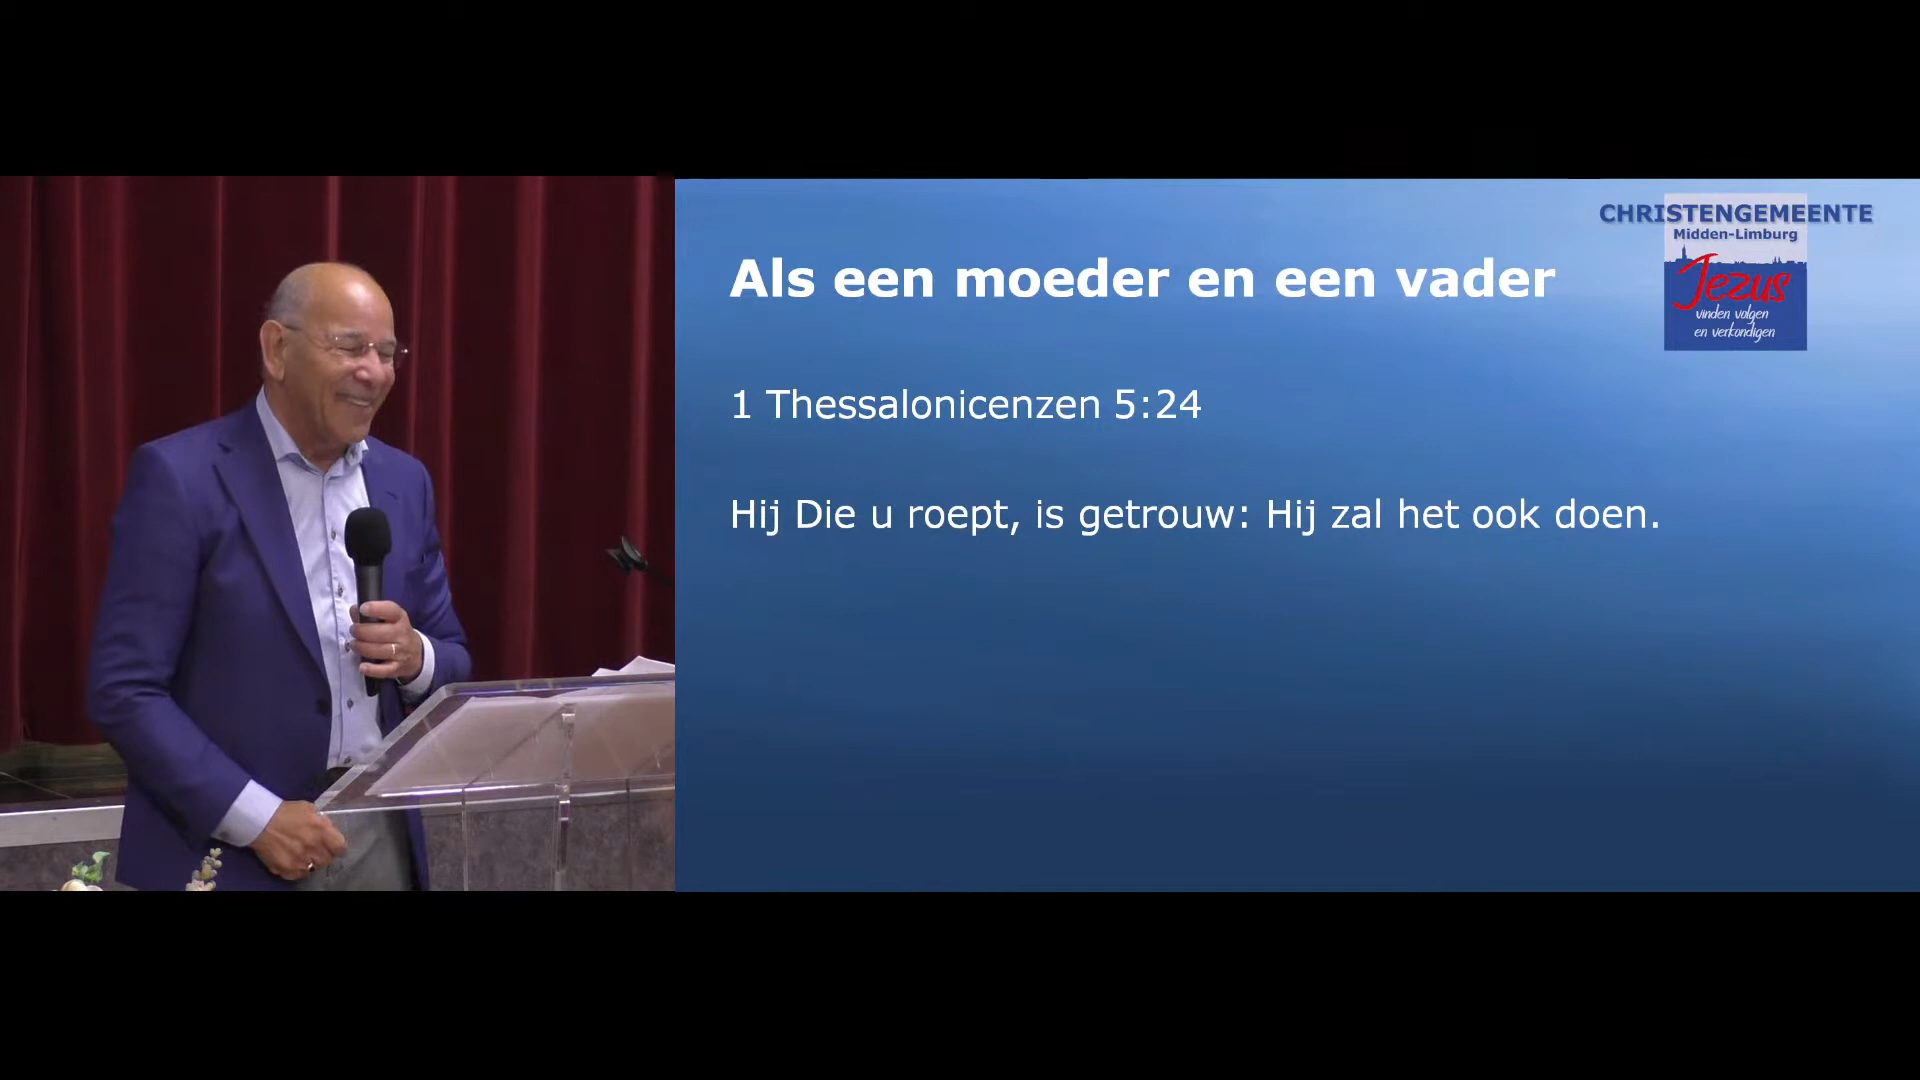 CHRISTENGEMEENTE
Midden-Limburg
Jezus
vinden volgen
en verkondigen
Als een moeder en een vader
1 Thessalonicenzen 5:24
Hij Die u roept, is getrouw: Hij zal het ook doen.